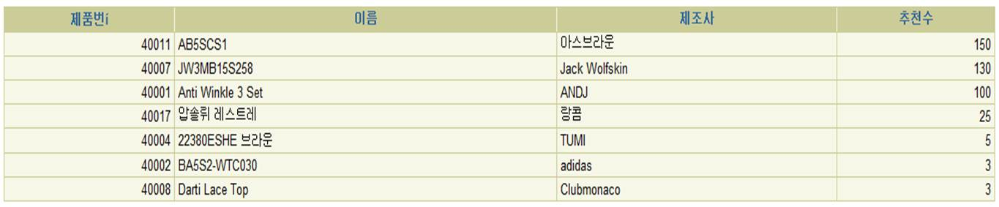 제품번í 이름 제조사 추천수
40011 AB5SCS1 아스브라운 150
40007 JW3MB15S258 Jack Wolfskin 130
40001 Anti Winkle 3 Set ANDJ 100
40017 압솔뤼 레스트레 랑콤 25
40004 22380ESHE 브라운 TUMI 5
40002 BA5S2-WTC030 adidas 3
40008 Darti Lace Top Clubmonaco 3